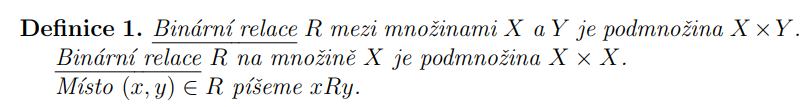 Definice 1. Binární relace R mezi množinami X a Y je podmnožina X × Y.
Binární relace R na množině X je podmnožina X × X.
Místo (x, y) ∈ R píšeme xRy.